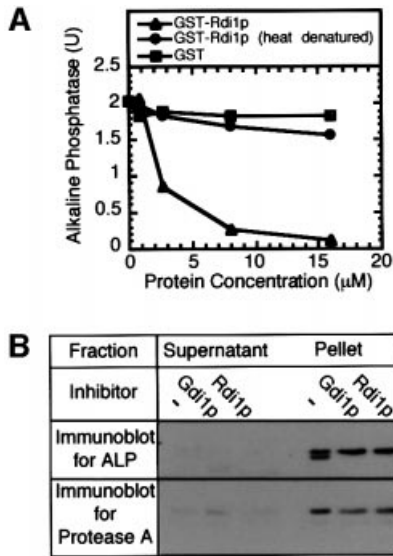 A
GST-Rdi1p
GST-Rdi1p (heat denatured)
GST
Alkaline Phosphatase (U)
2.5
2
1.5
1
0.5
0
0 5 10 15 20
Protein Concentration (μM)
B
Fraction Supernatant Pellet
Inhibitor - Gdi1p Rdi1p - Gdi1p Rdi1p
Immunoblot
for ALP
Immunoblot
for
Protease A